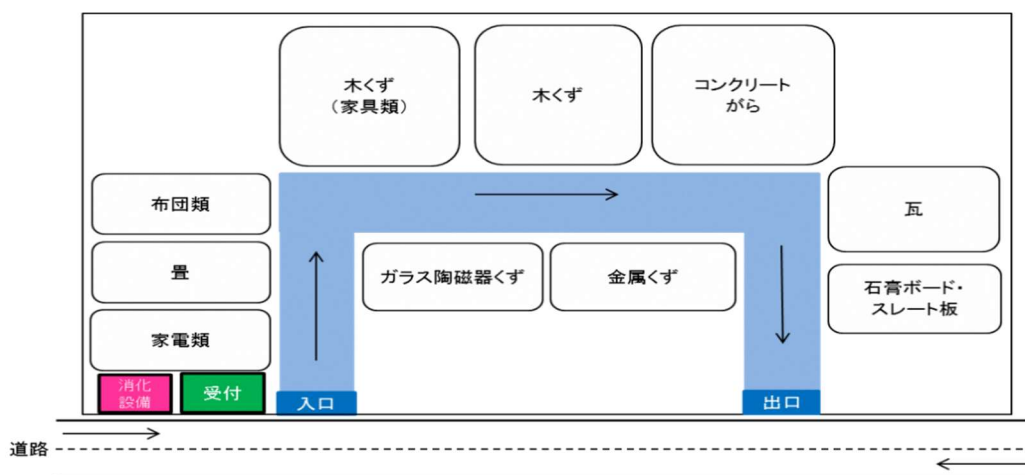 木くず
(家具類)
木くず
コンクリート
がら
布団類
瓦
畳
ガラス陶磁器くず
金属くず
石膏ボード・
スレート板
家電類
消化
設備
受付
入口
出口
道路